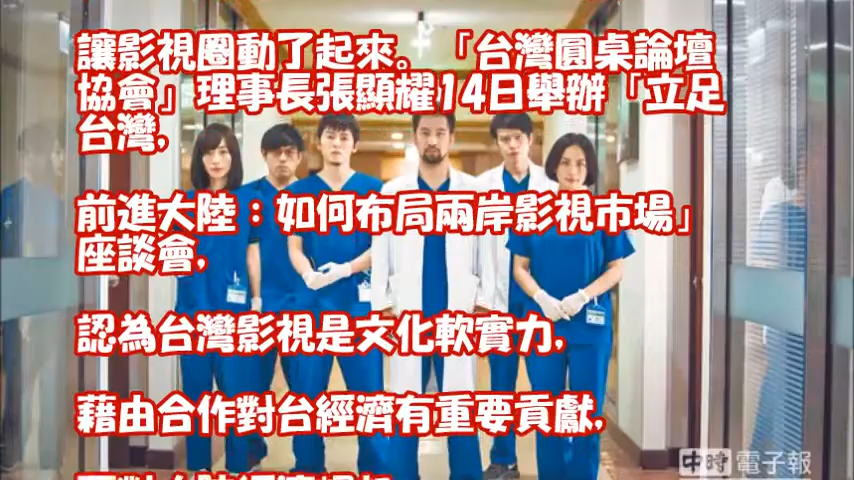 讓影視圈動了起來。「台灣圓桌論壇
協會」理事長張顯耀14日舉辦「立足
台灣,
前進大陸：如何布局兩岸影視市場」
座談會,
認為台灣影視是文化軟實力,
藉由合作對台經濟有重要貢獻,
中時電子報